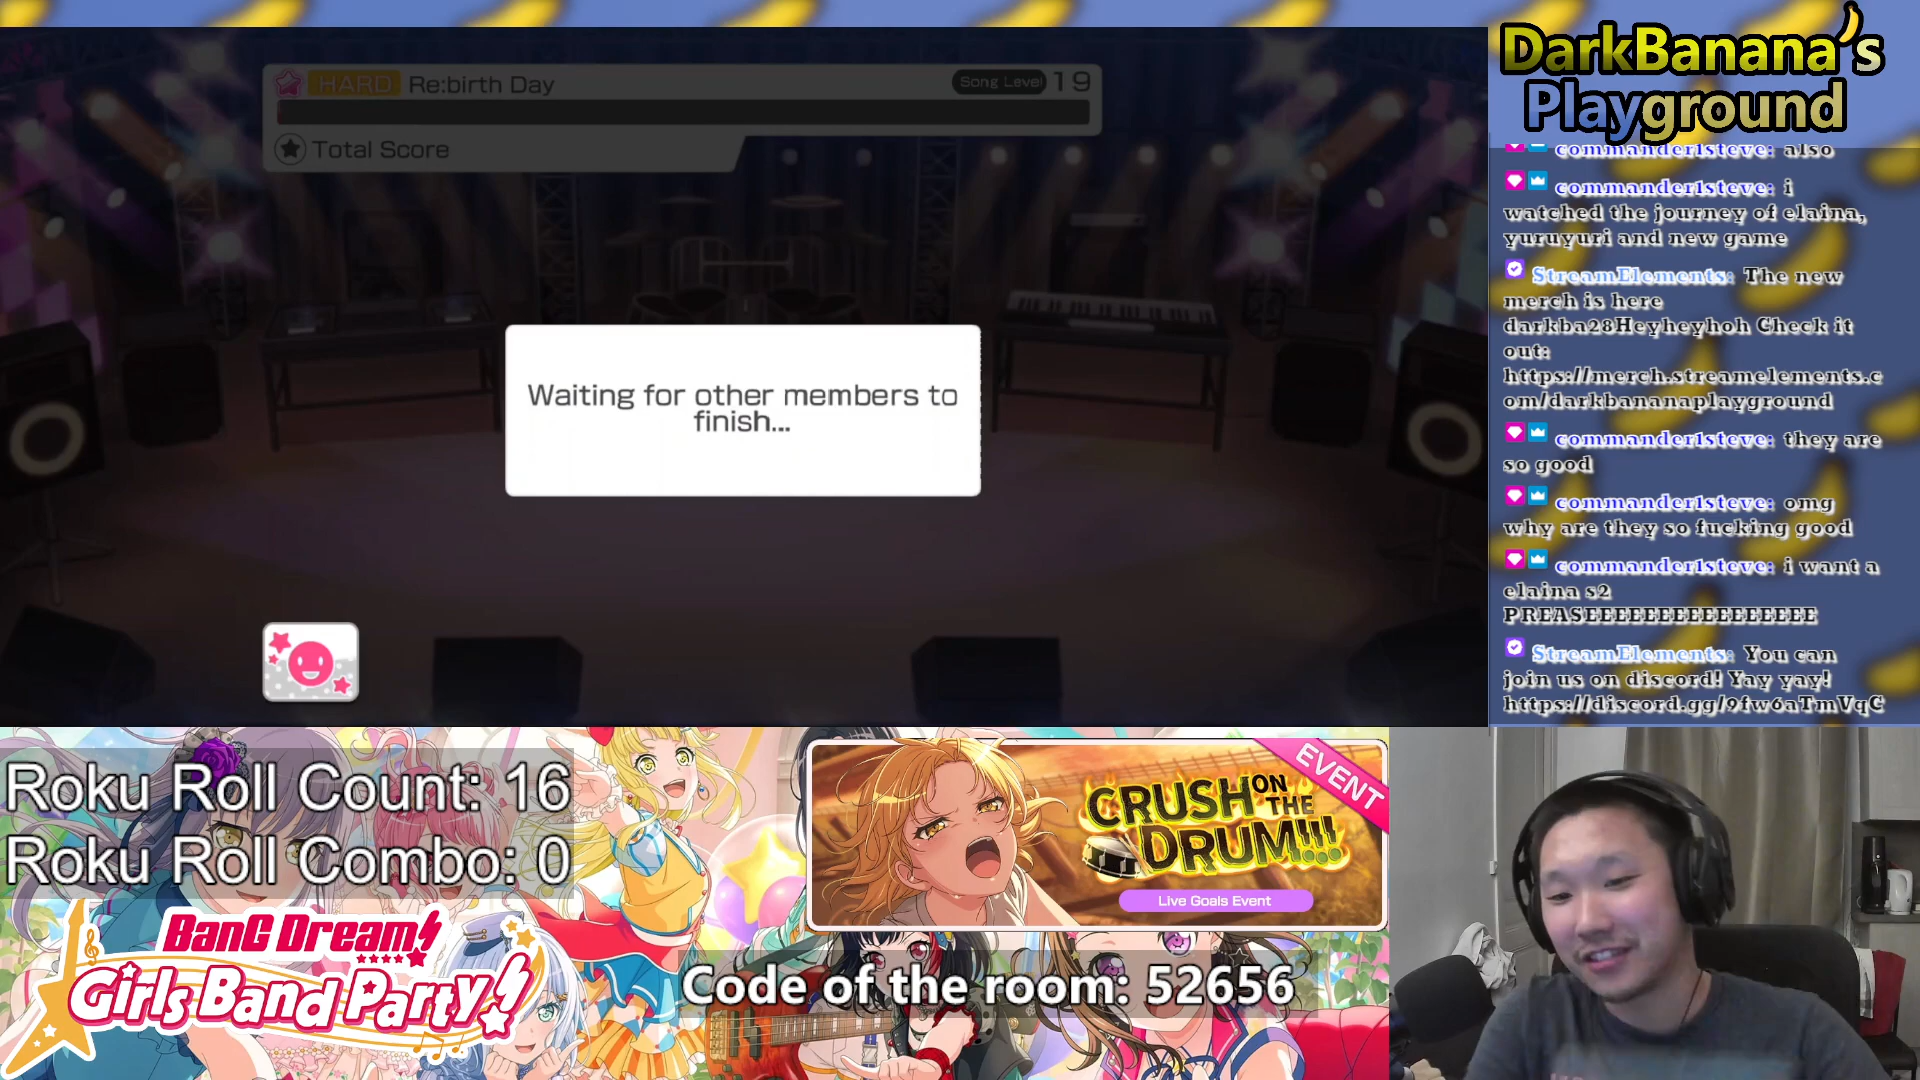 HARD Re:birth Day Song Level 19
Total Score
Waiting for other members to
finish...
DarkBanana's
Playground
commander1steve: also
commander1steve: i
watched the journey of elaina,
yuruyuri and new game
StreamElements: The new
merch is here
darkba28Heyheyhoh Check it
out:
https://merch.streamelements.c
om/darkbananaplayground
commander1steve: they are
so good
commander1steve: omg
why are they so fucking good
commander1steve: i want a
elaina s2
PREASEEEEEEEEEEEEEEEE
StreamElements: You can
join us on discord! Yay yay!
https://discord.gg/9fw6aTmVqC
Roku Roll Count: 16
Roku Roll Combo: 0
BanG Dream!
Girls Band Party!
EVENT
CRUSH ON THE
DRUM!!!
Live Goals Event
Code of the room: 52656